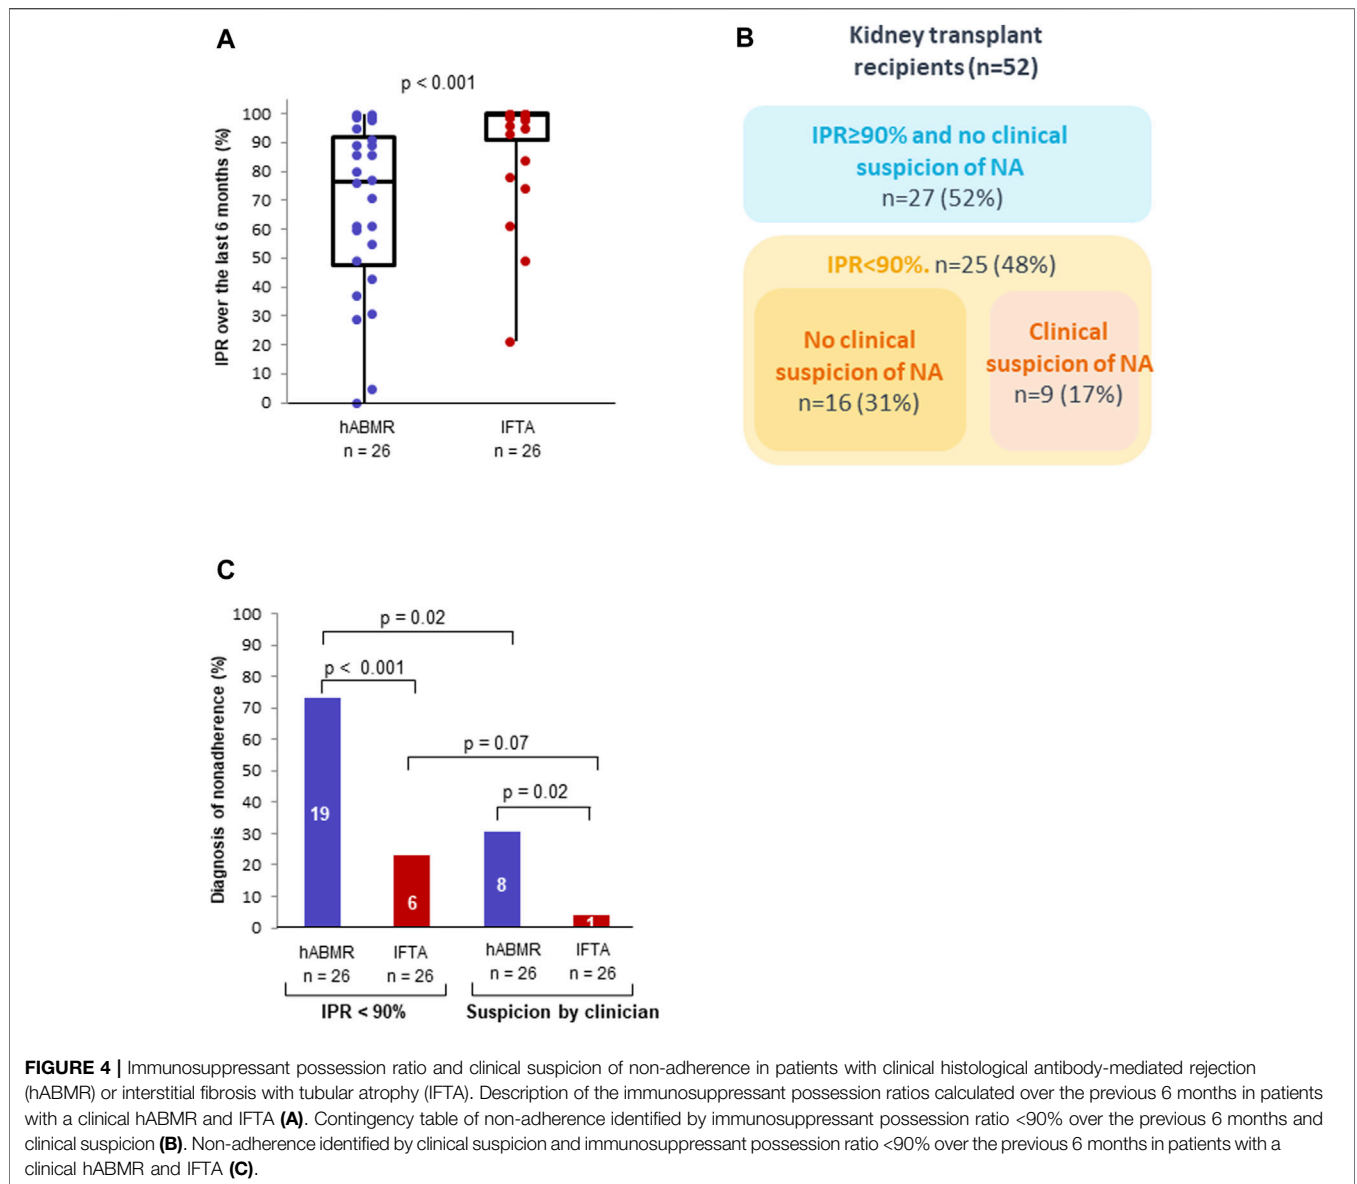 A
p < 0.001
IPR over the last 6 months (%)
100
90
80
70
60
50
40
30
20
10
0
hABMR
n = 26
IFTA
n = 26
B
Kidney transplant
recipients (n=52)
IPR≥90% and no clinical
suspicion of NA
n=27 (52%)
IPR<90%. n=25 (48%)
No clinical
suspicion of NA
n=16 (31%)
Clinical
suspicion of NA
n=9 (17%)
C
Diagnosis of nonadherence (%)
100
90
80
70
60
50
40
30
20
10
0
p = 0.02
p < 0.001
p = 0.07
p = 0.02
19
6
8
1
hABMR
n = 26
IFTA
n = 26
hABMR
n = 26
IFTA
n = 26
IPR < 90%
Suspicion by clinician
FIGURE 4 | Immunosuppressant possession ratio and clinical suspicion of non-adherence in patients with clinical histological antibody-mediated rejection
(hABMR) or interstitial fibrosis with tubular atrophy (IFTA). Description of the immunosuppressant possession ratios calculated over the previous 6 months in patients
with a clinical hABMR and IFTA (A). Contingency table of non-adherence identified by immunosuppressant possession ratio <90% over the previous 6 months and
clinical suspicion (B). Non-adherence identified by clinical suspicion and immunosuppressant possession ratio <90% over the previous 6 months in patients with a
clinical hABMR and IFTA (C).